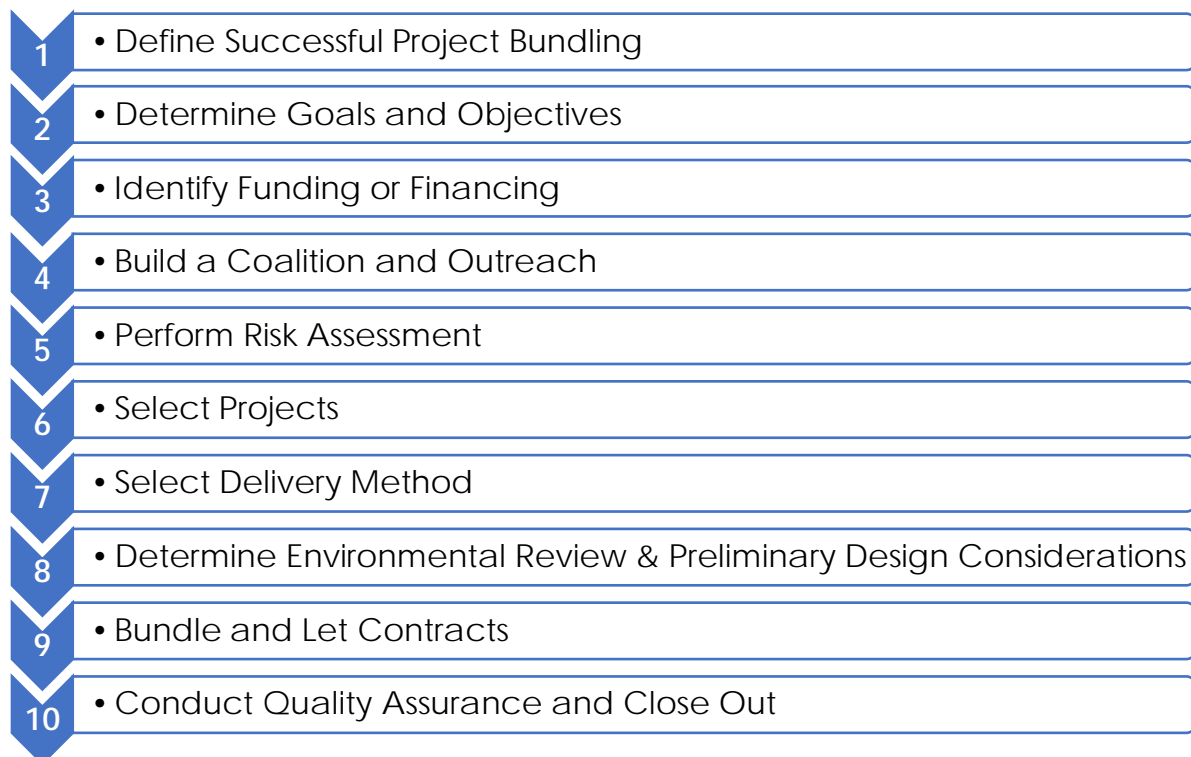 1 • Define Successful Project Bundling
2 • Determine Goals and Objectives
3 • Identify Funding or Financing
4 • Build a Coalition and Outreach
5 • Perform Risk Assessment
6 • Select Projects
7 • Select Delivery Method
8 • Determine Environmental Review & Preliminary Design Considerations
9 • Bundle and Let Contracts
10 • Conduct Quality Assurance and Close Out